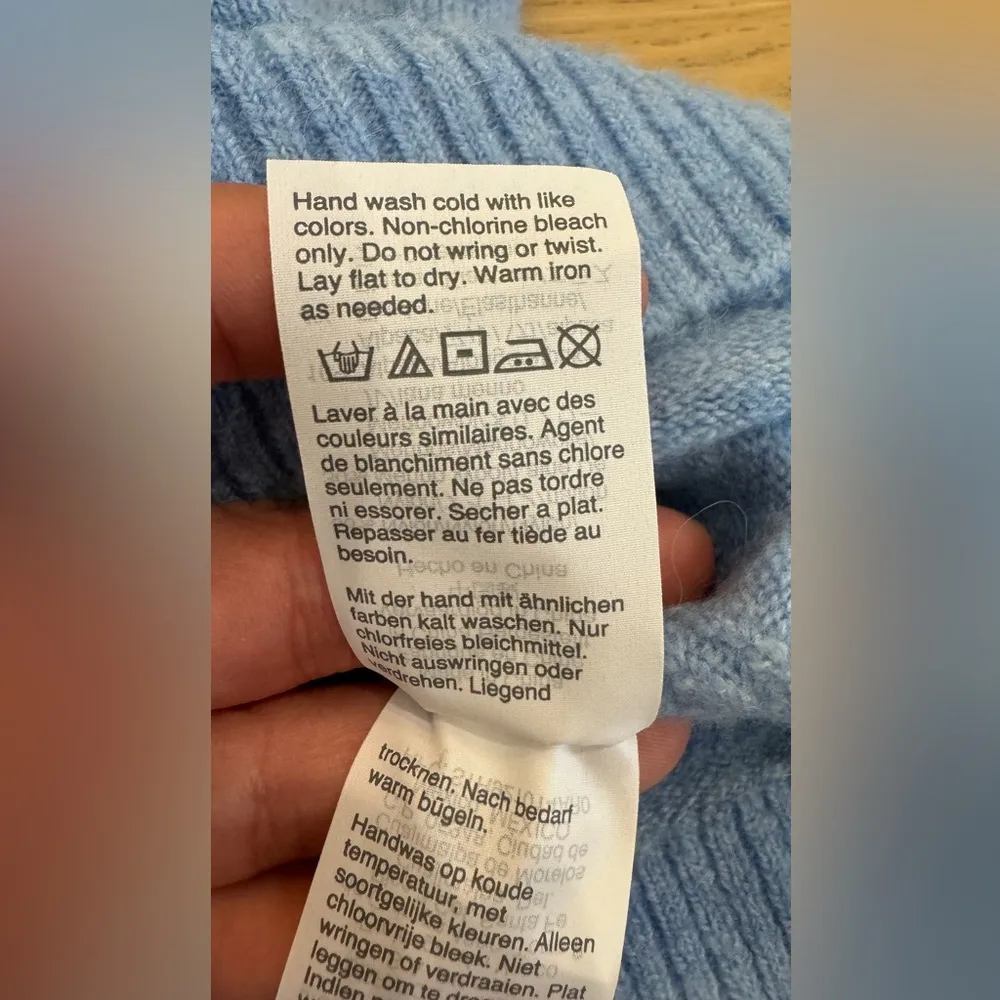 Hand wash cold with like
colors. Non-chlorine bleach
only. Do not wring or twist.
Lay flat to dry. Warm iron
as needed.
Laver à la main avec des
couleurs similaires. Agent
de blanchiment sans chlore
seulement. Ne pas tordre
ni essorer. Secher a plat.
Repasser au fer tiède au
besoin.
Mit der hand mit ähnlichen
farben kalt waschen. Nur
chlorfreies bleichmittel.
Nicht auswringen oder
verdrehen. Liegend
trocknen. Nach bedarf
warm bügeln.
Handwas op koude
temperatuur, met
soortgelijke kleuren. Alleen
chloorvrije bleek. Niet
wringen of verdraaien. Plat
leggen om te
Indien